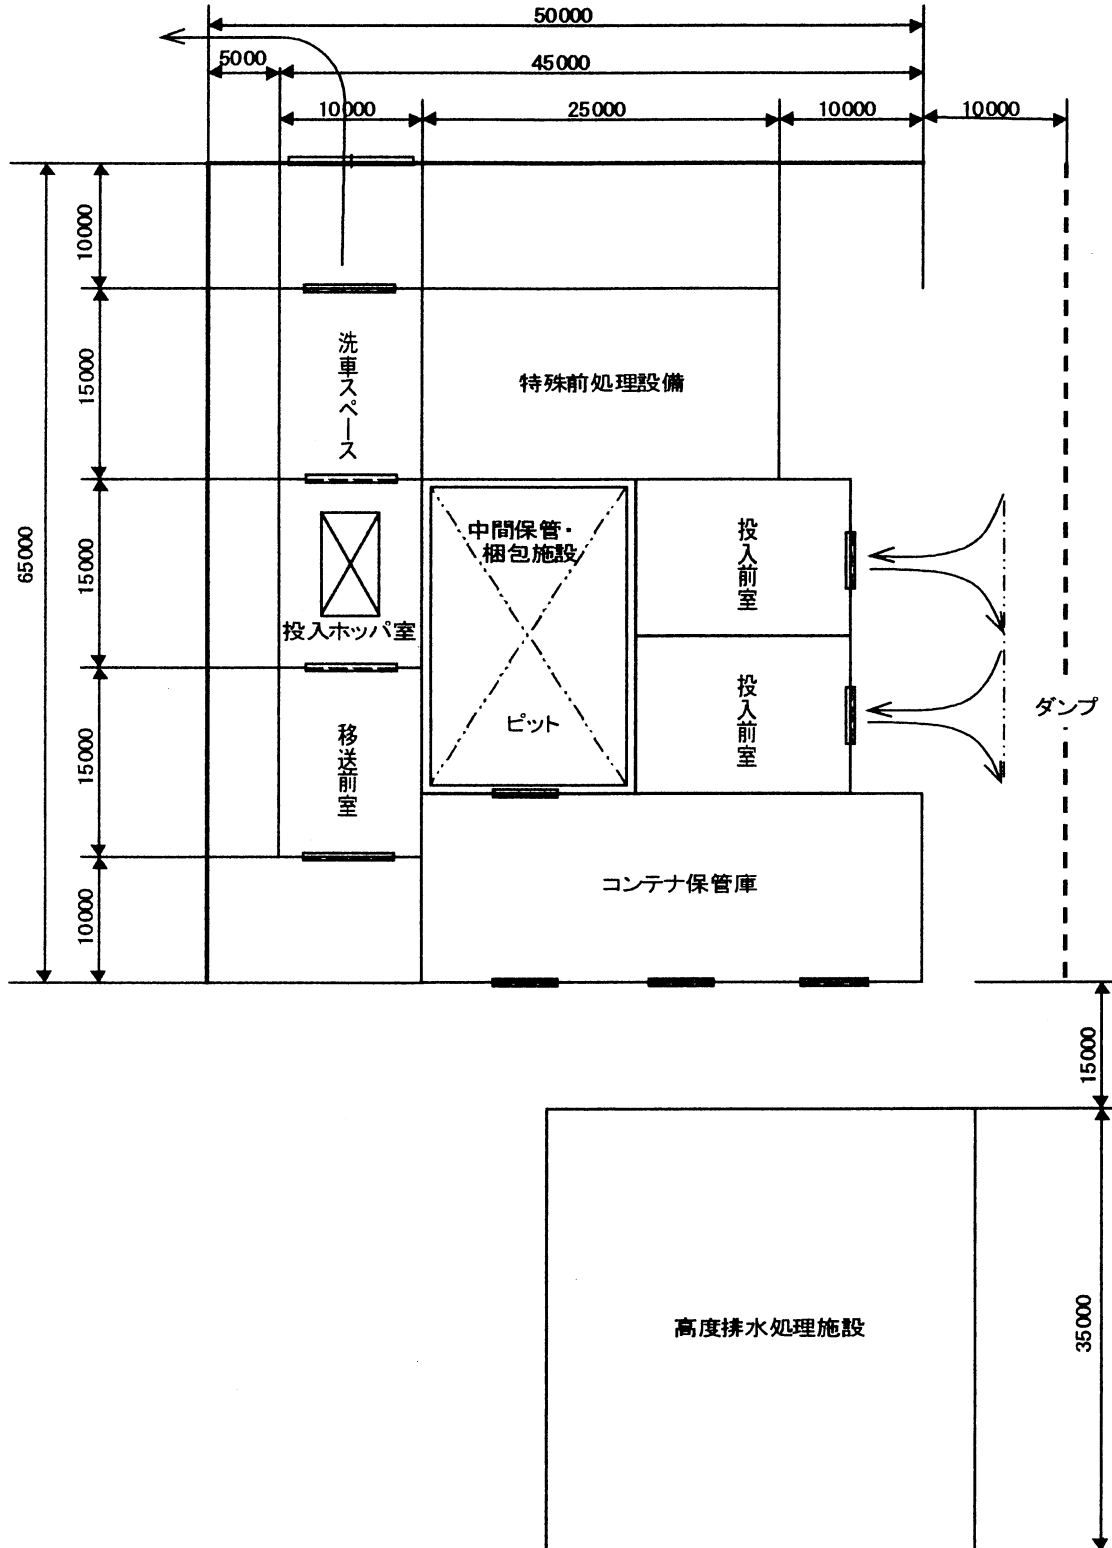 50000
5000
45000
10000
25000
10000
10000
65000
10000
15000
15000
15000
10000
洗車スペース
特殊前処理設備
中間保管・
梱包施設
投入前室
投入ホッパ室
ピット
投入前室
ダンプ
移送前室
コンテナ保管庫
15000
高度排水処理施設
35000